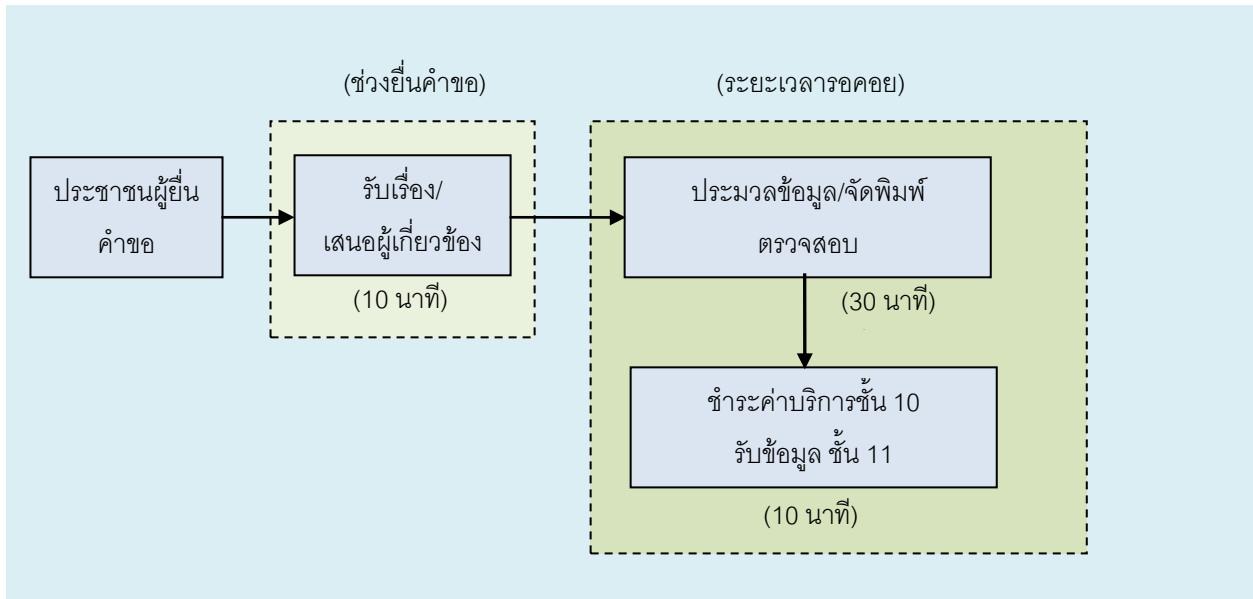 (ช่วงยื่นคำขอ)
(ระยะเวลารอคอย)
ประชาชนผู้ยื่น
คำขอ
รับเรื่อง/
เสนอผู้เกี่ยวข้อง
(10 นาที)
ประมวลข้อมูล/จัดพิมพ์
ตรวจสอบ
(30 นาที)
ชำระค่าบริการชั้น 10
รับข้อมูล ชั้น 11
(10 นาที)